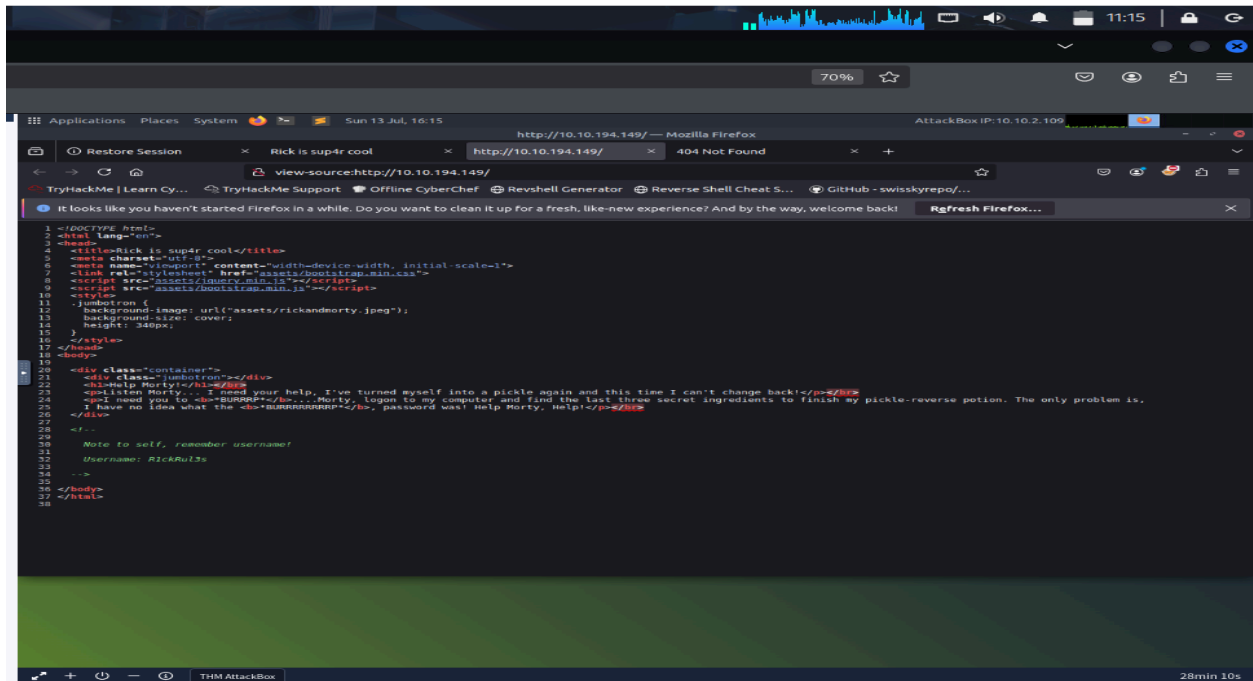 11:15
70%
Applications Places System Sun 13 Jul, 16:15 AttackBox IP:10.10.2.109
http://10.10.194.149/ — Mozilla Firefox
Restore Session × Rick is sup4r cool × http://10.10.194.149/ × 404 Not Found × +
view-source:http://10.10.194.149/
TryHackMe | Learn Cy... TryHackMe Support Offline CyberChef Revshell Generator Reverse Shell Cheat S... GitHub - swisskyrepo/...
It looks like you haven't started Firefox in a while. Do you want to clean it up for a fresh, like-new experience? And by the way, welcome back! Refresh Firefox...
1 <!DOCTYPE html>
2 <html lang="en">
3 <head>
4 <title>Rick is sup4r cool</title>
5 <meta charset="utf-8">
6 <meta name="viewport" content="width=device-width, initial-scale=1">
7 <link rel="stylesheet" href="assets/bootstrap.min.css">
8 <script src="assets/jquery.min.js"></script>
9 <script src="assets/bootstrap.min.js"></script>
10 <style>
11 .jumbotron {
12 background-image: url("assets/rickandmorty.jpeg");
13 background-size: cover;
14 height: 340px;
15 }
16 </style>
17 </head>
18 <body>
19
20 <div class="container">
21 <div class="jumbotron"></div>
22 <h1>Help Morty!</h1></br>
23 <p>Listen Morty... I need your help, I've turned myself into a pickle again and this time I can't change back!</p></br>
24 <p>I need you to <b>*BURRRP*</b>....Morty, logon to my computer and find the last three secret ingredients to finish my pickle-reverse potion. The only problem is,
25 I have no idea what the <b>*BURRRRRRRRP*</b>, password was! Help Morty, Help!</p></br>
26 </div>
27
28 <!--
29
30 Note to self, remember username!
31
32 Username: R1ckRul3s
33
34 -->
35
36 </body>
37 </html>
38
THM AttackBox 28min 10s